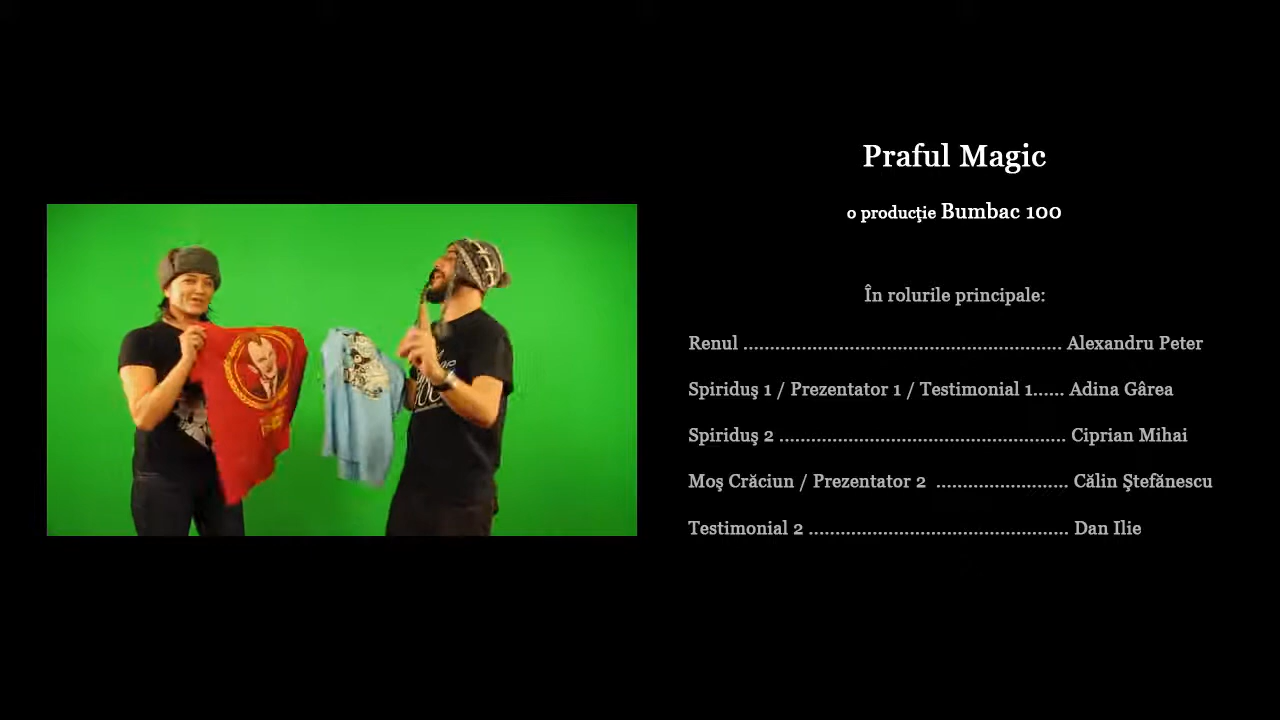 Praful Magic
o producţie Bumbac 100
În rolurile principale:
Renul ............................................................. Alexandru Peter
Spiriduş 1 / Prezentator 1 / Testimonial 1...... Adina Gârea
Spiriduş 2 ....................................................... Ciprian Mihai
Moş Crăciun / Prezentator 2 ......................... Călin Ştefănescu
Testimonial 2 .................................................. Dan Ilie